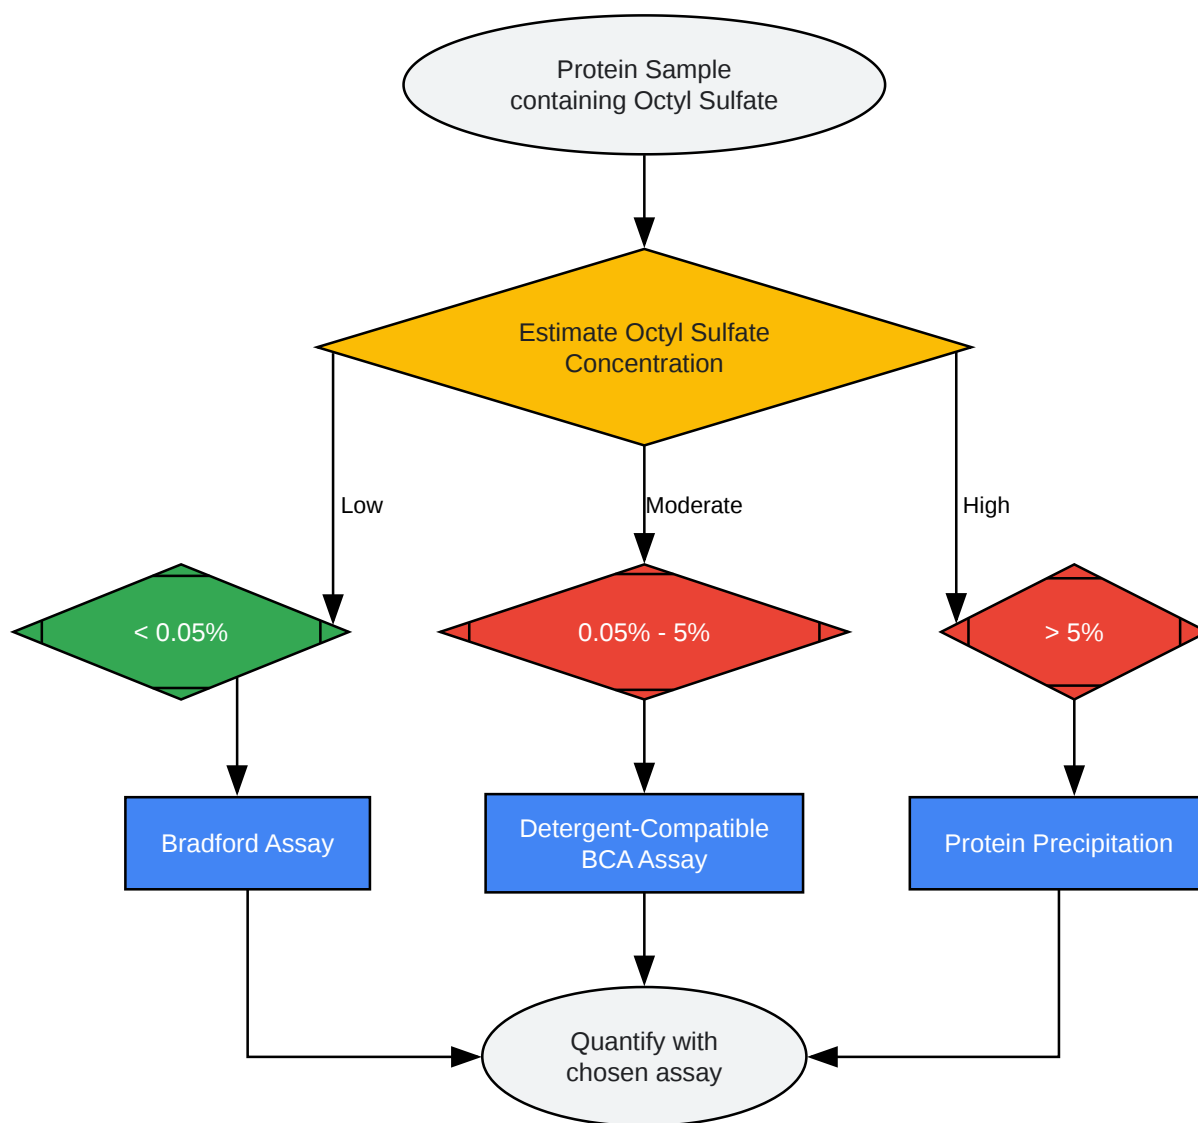 Protein Sample
containing Octyl Sulfate
Estimate Octyl Sulfate
Concentration
Low
Moderate
High
< 0.05%
0.05% - 5%
> 5%
Bradford Assay
Detergent-Compatible
BCA Assay
Protein Precipitation
Quantify with
chosen assay